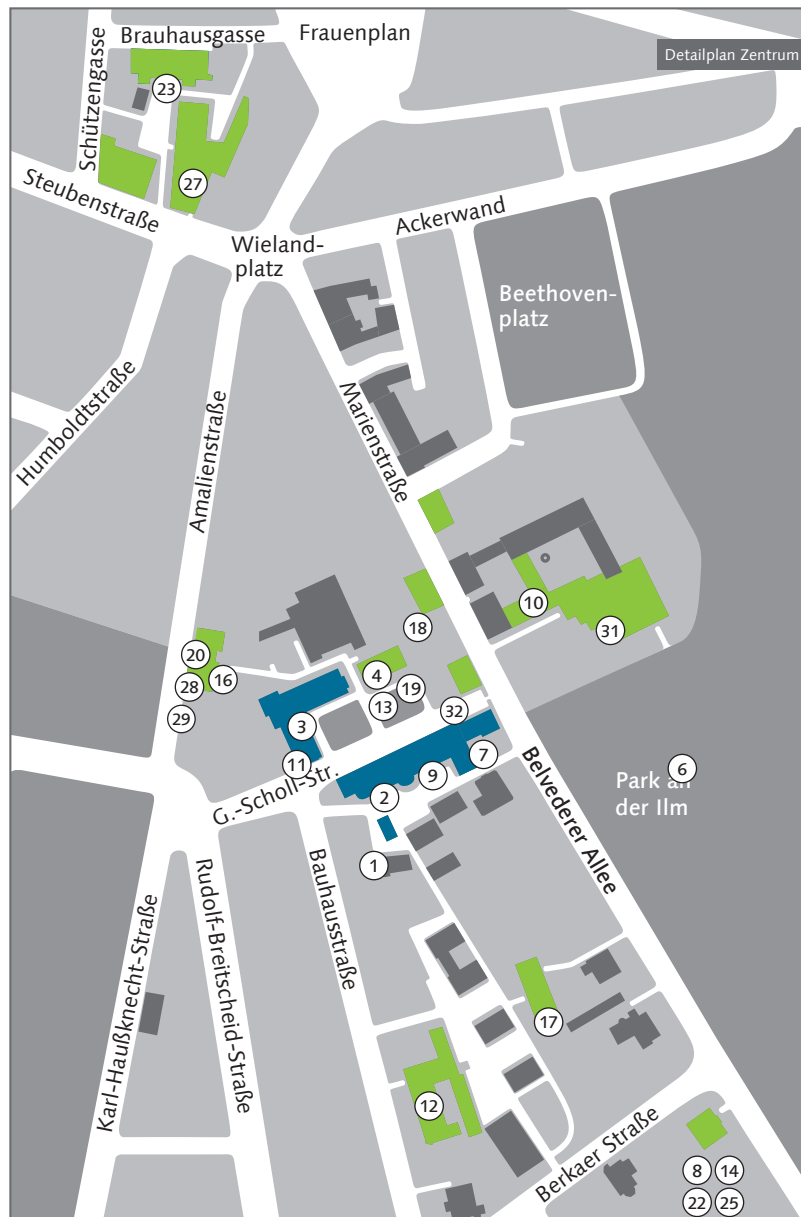 Brauhausgasse
Frauenplan
Detailplan Zentrum
Schützengasse
23
27
Steubenstraße
Ackerwand
Wieland-
platz
Beethoven-
platz
Humboldtstraße
Amalienstraße
Marienstraße
10
31
18
20
4
16
28
19
13
29
3
32
7
11
9
6
Park an
der Ilm
G.-Scholl-Str.
2
Belvederer Allee
1
Bauhausstraße
Rudolf-Breitscheid-Straße
Karl-Haußknecht-Straße
17
12
Berkaer Straße
8
14
22
25